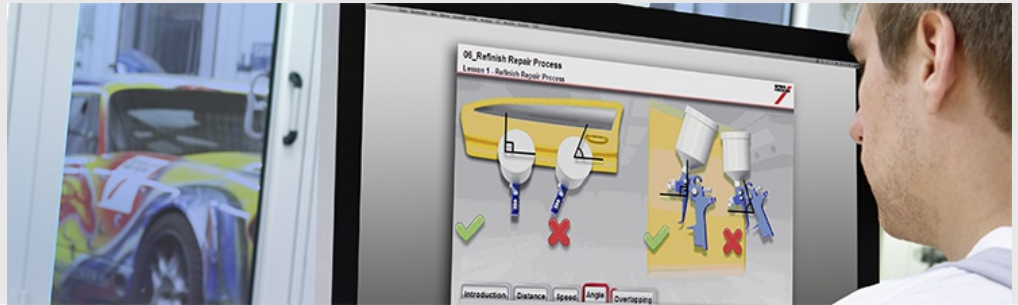 06_Refinish Repair Process
Lesson 1 - Refinish Repair Process
Introduction Distance Speed Angle Overlapping